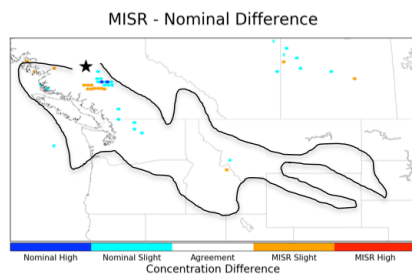 MISR - Nominal Difference
Nominal High Nominal Slight Agreement MISR Slight MISR High
Concentration Difference